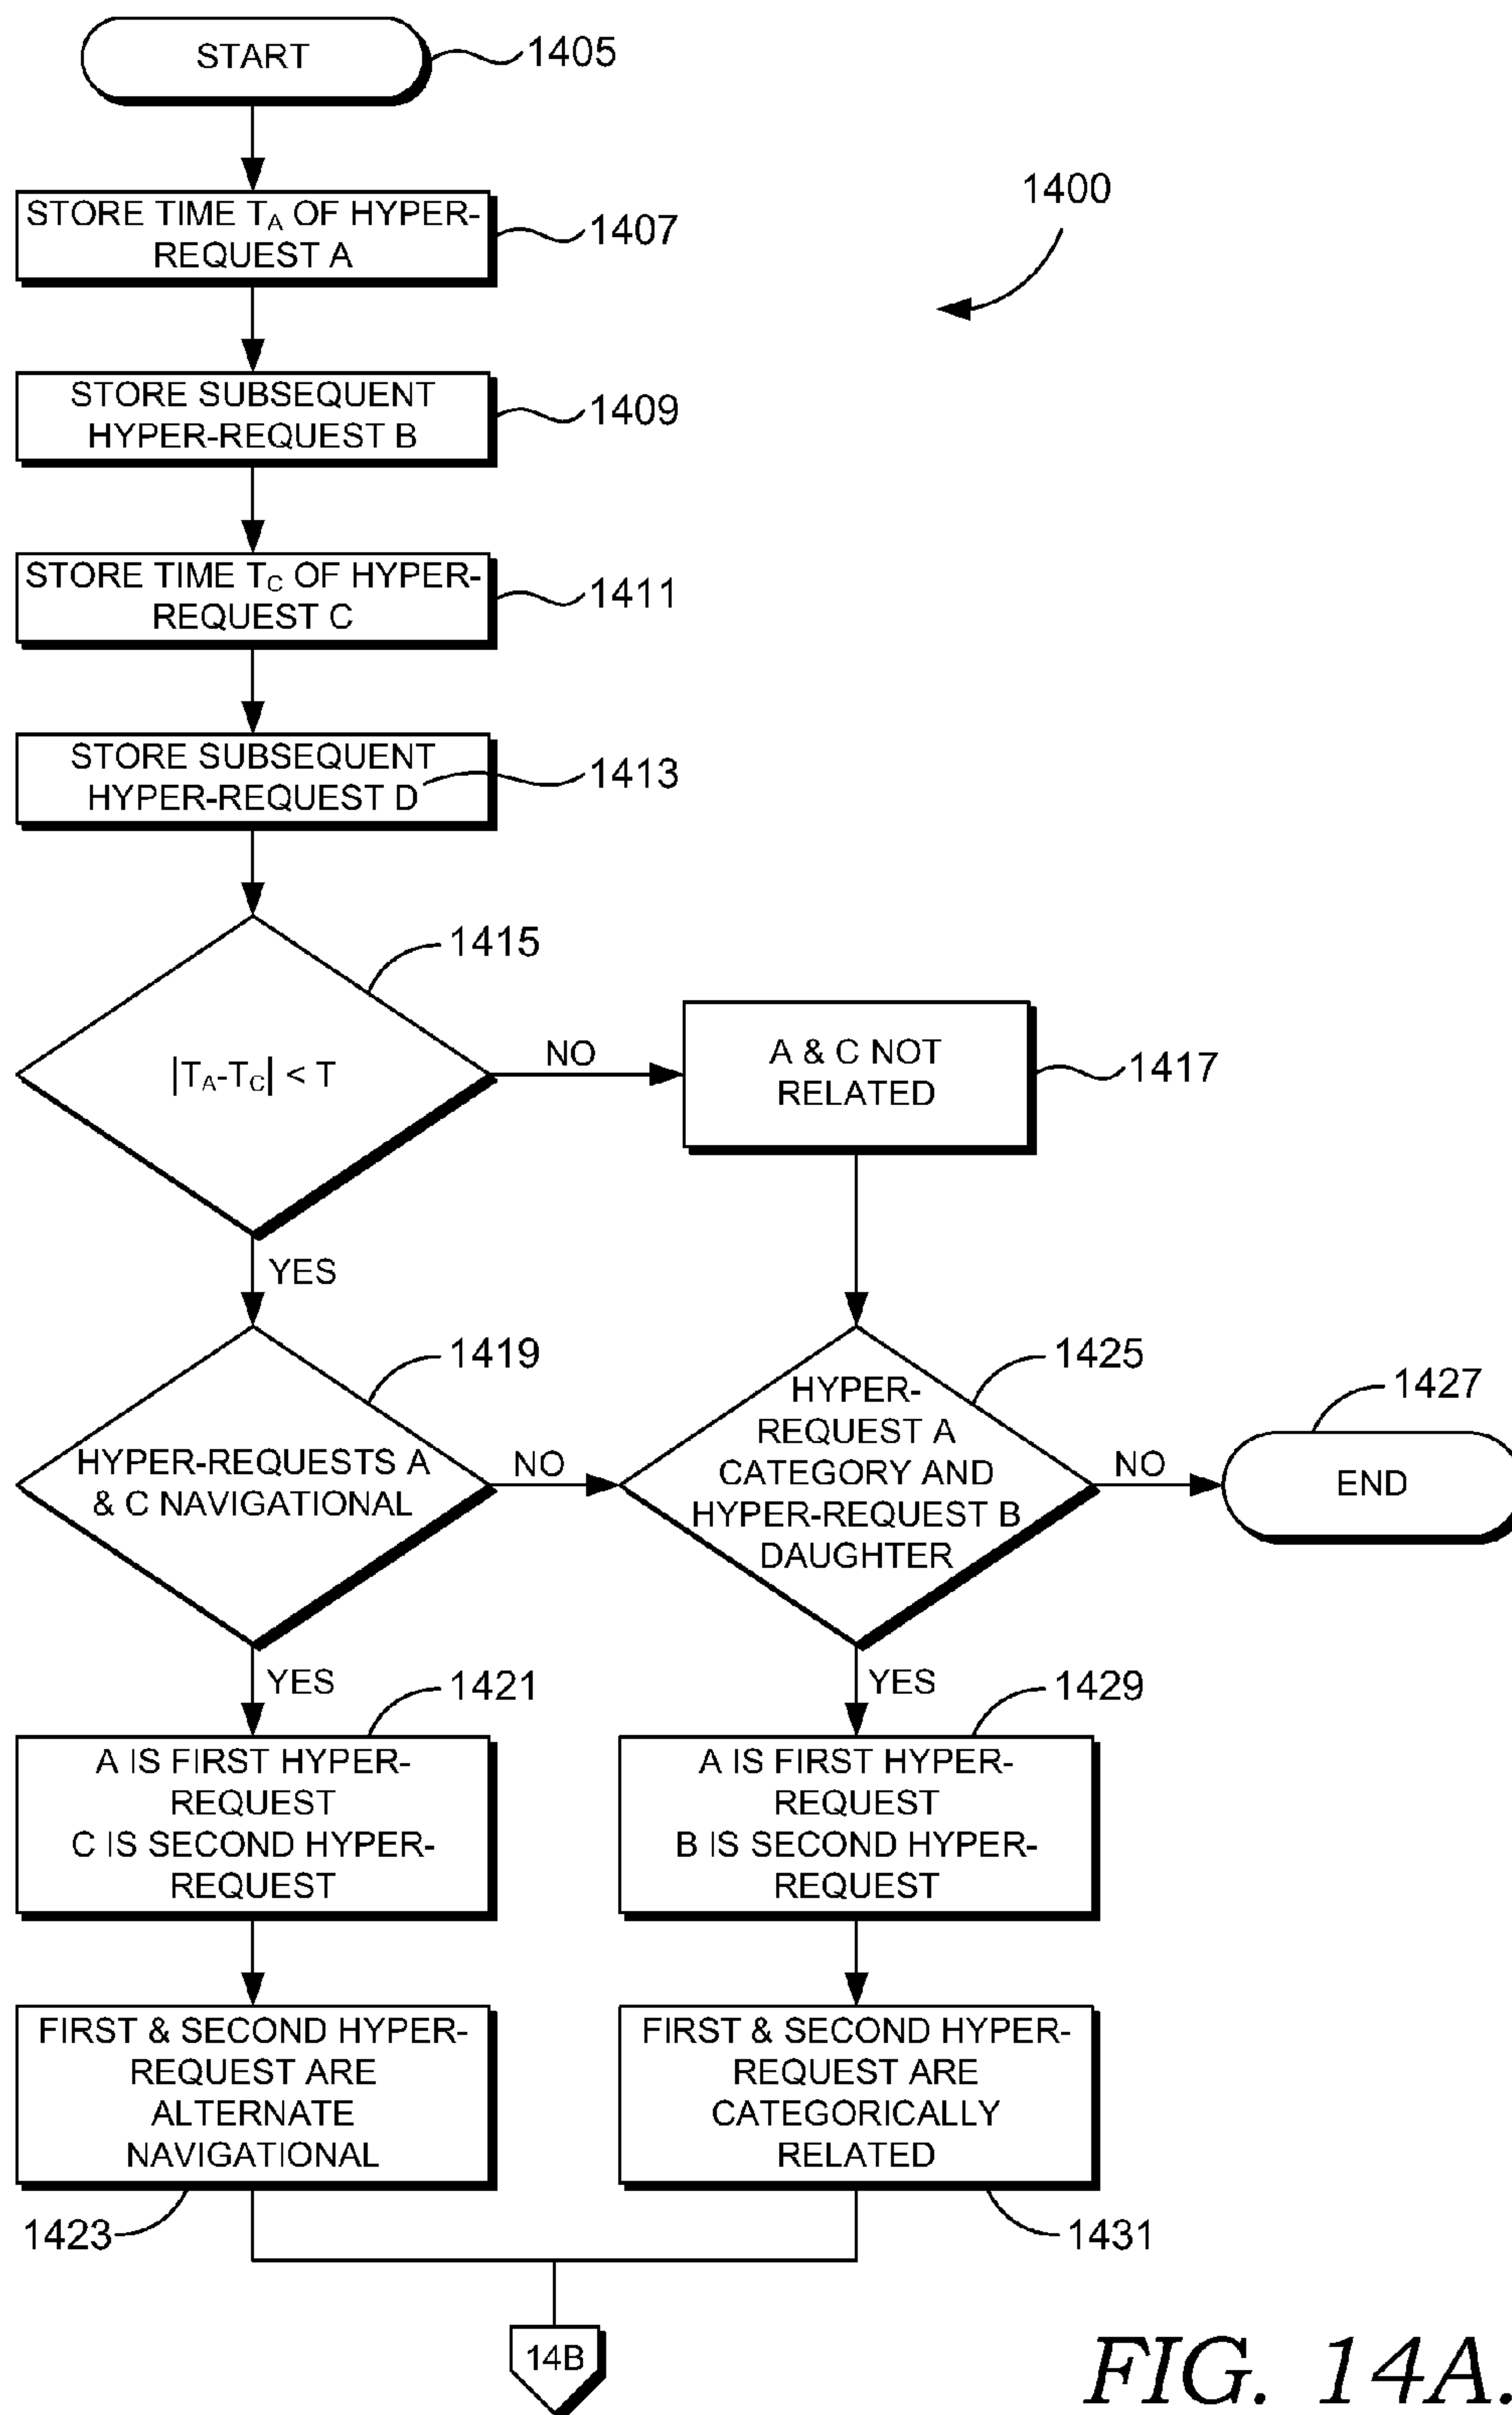 START
1405
1400
STORE TIME TA OF HYPER-
REQUEST A
1407
STORE SUBSEQUENT
HYPER-REQUEST B
1409
STORE TIME TC OF HYPER-
REQUEST C
1411
STORE SUBSEQUENT
HYPER-REQUEST D
1413
|TA-TC| < T
1415
NO
A & C NOT
RELATED
1417
YES
HYPER-REQUESTS A
& C NAVIGATIONAL
1419
NO
HYPER-
REQUEST A
CATEGORY AND
HYPER-REQUEST B
DAUGHTER
1425
NO
END
1427
YES
A IS FIRST HYPER-
REQUEST
C IS SECOND HYPER-
REQUEST
1421
YES
A IS FIRST HYPER-
REQUEST
B IS SECOND HYPER-
REQUEST
1429
FIRST & SECOND HYPER-
REQUEST ARE
ALTERNATE
NAVIGATIONAL
1423
FIRST & SECOND HYPER-
REQUEST ARE
CATEGORICALLY
RELATED
1431
14B
FIG. 14A.